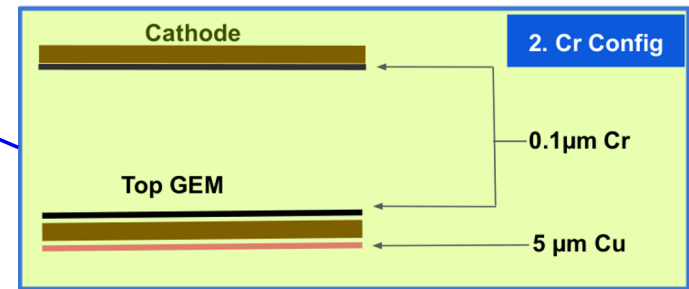 Cathode
2. Cr Config
0.1μm Cr
Top GEM
5 μm Cu